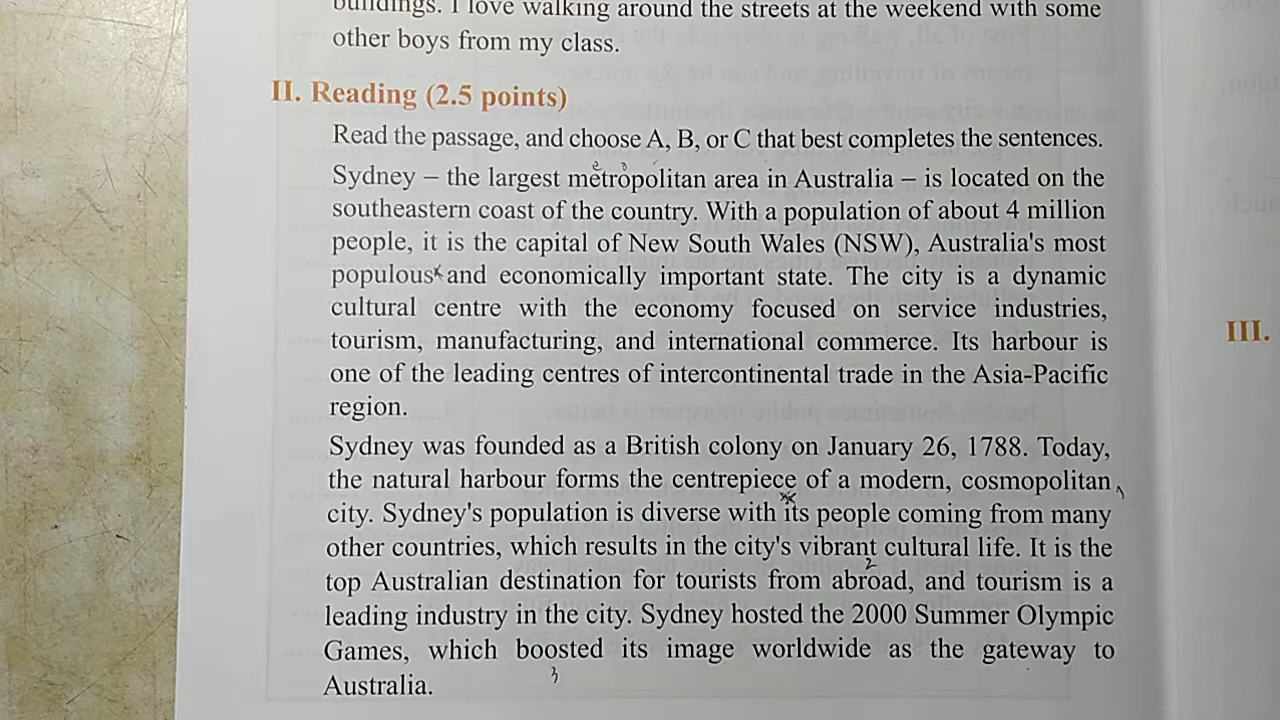 buildings. I love walking around the streets at the weekend with some
other boys from my class.
II. Reading (2.5 points)
Read the passage, and choose A, B, or C that best completes the sentences.
Sydney – the largest metropolitan area in Australia – is located on the
southeastern coast of the country. With a population of about 4 million
people, it is the capital of New South Wales (NSW), Australia's most
populous and economically important state. The city is a dynamic
cultural centre with the economy focused on service industries,
tourism, manufacturing, and international commerce. Its harbour is
one of the leading centres of intercontinental trade in the Asia-Pacific
region.
Sydney was founded as a British colony on January 26, 1788. Today,
the natural harbour forms the centrepiece of a modern, cosmopolitan
city. Sydney's population is diverse with its people coming from many
other countries, which results in the city's vibrant cultural life. It is the
top Australian destination for tourists from abroad, and tourism is a
leading industry in the city. Sydney hosted the 2000 Summer Olympic
Games, which boosted its image worldwide as the gateway to
Australia.
III.